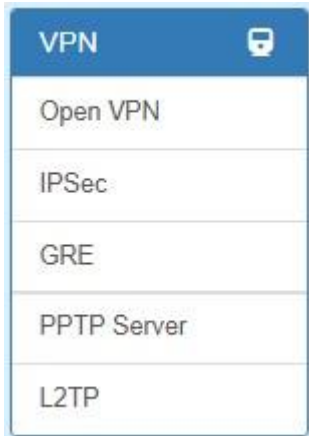 VPN
Open VPN
IPSec
GRE
PPTP Server
L2TP